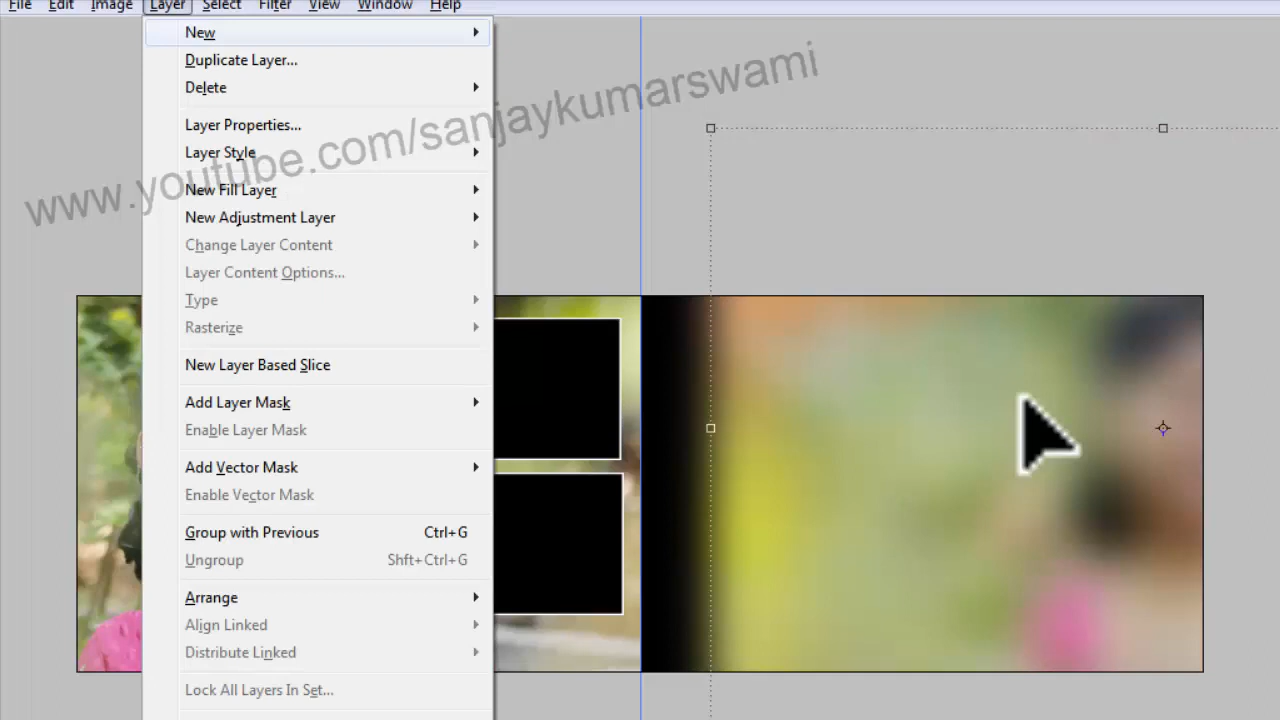 File Edit Image Layer Select Filter View Window Help
New
Duplicate Layer...
Delete
Layer Properties...
Layer Style
New Fill Layer
New Adjustment Layer
Change Layer Content
Layer Content Options...
Type
Rasterize
New Layer Based Slice
Add Layer Mask
Enable Layer Mask
Add Vector Mask
Enable Vector Mask
Group with Previous Ctrl+G
Ungroup Shft+Ctrl+G
Arrange
Align Linked
Distribute Linked
Lock All Layers In Set...
www.youtube.com/sanjaykumarswami